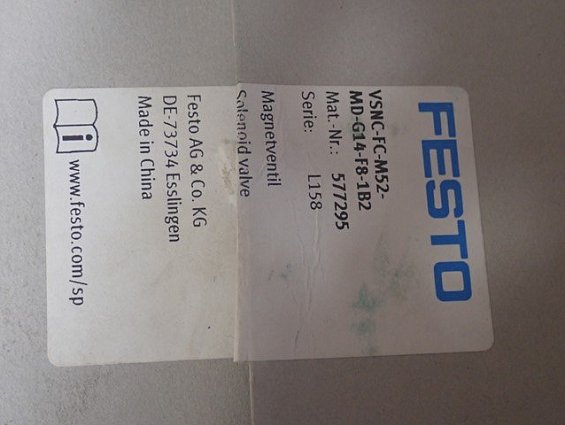 FESTO
VSNC-FC-M52-
MD-G14-F8-1B2
Mat.-Nr.: 577295
Serie: L158
Magnetventil
Solenoid valve
Festo AG & Co. KG
DE-73734 Esslingen
Made in China
i www.festo.com/sp